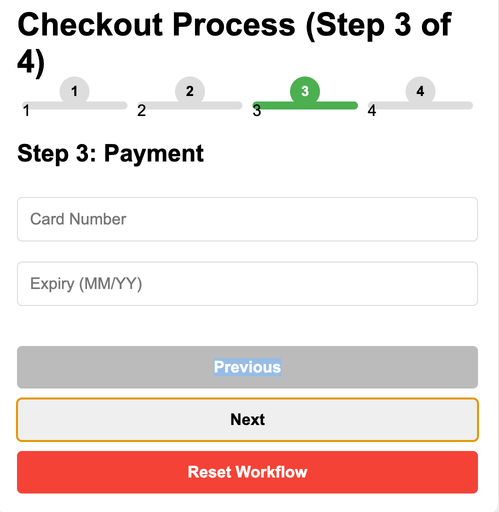 Checkout Process (Step 3 of
4)
1 2 3 4
1 2 3 4
Step 3: Payment
Card Number
Expiry (MM/YY)
Previous
Next
Reset Workflow